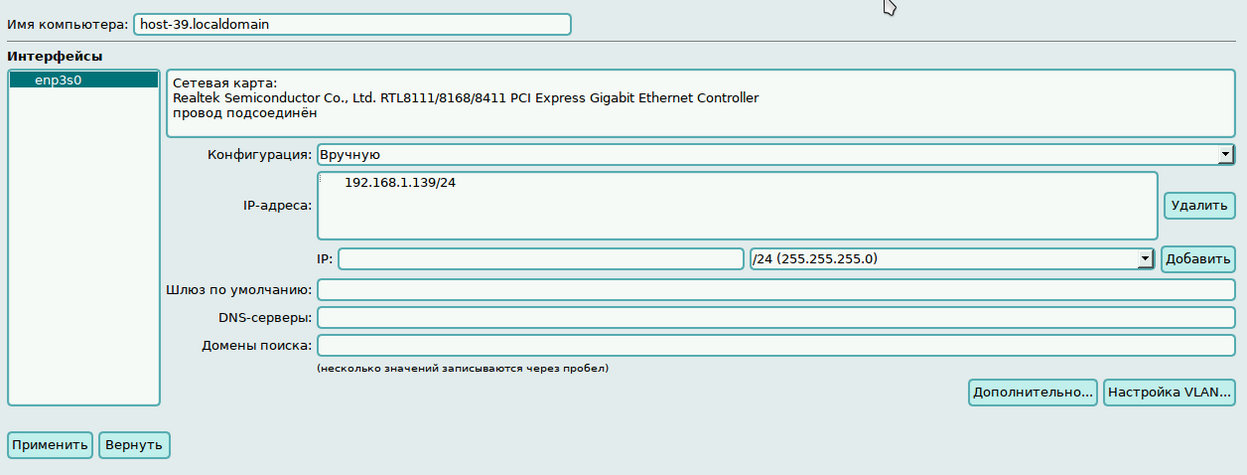 Имя компьютера: host-39.localdomain
Интерфейсы
enp3s0
Сетевая карта:
Realtek Semiconductor Co., Ltd. RTL8111/8168/8411 PCI Express Gigabit Ethernet Controller
провод подсоединён
Конфигурация: Вручную
192.168.1.139/24
IP-адреса: Удалить
IP: /24 (255.255.255.0) Добавить
Шлюз по умолчанию:
DNS-серверы:
Домены поиска:
(несколько значений записываются через пробел)
Дополнительно... Настройка VLAN...
Применить Вернуть